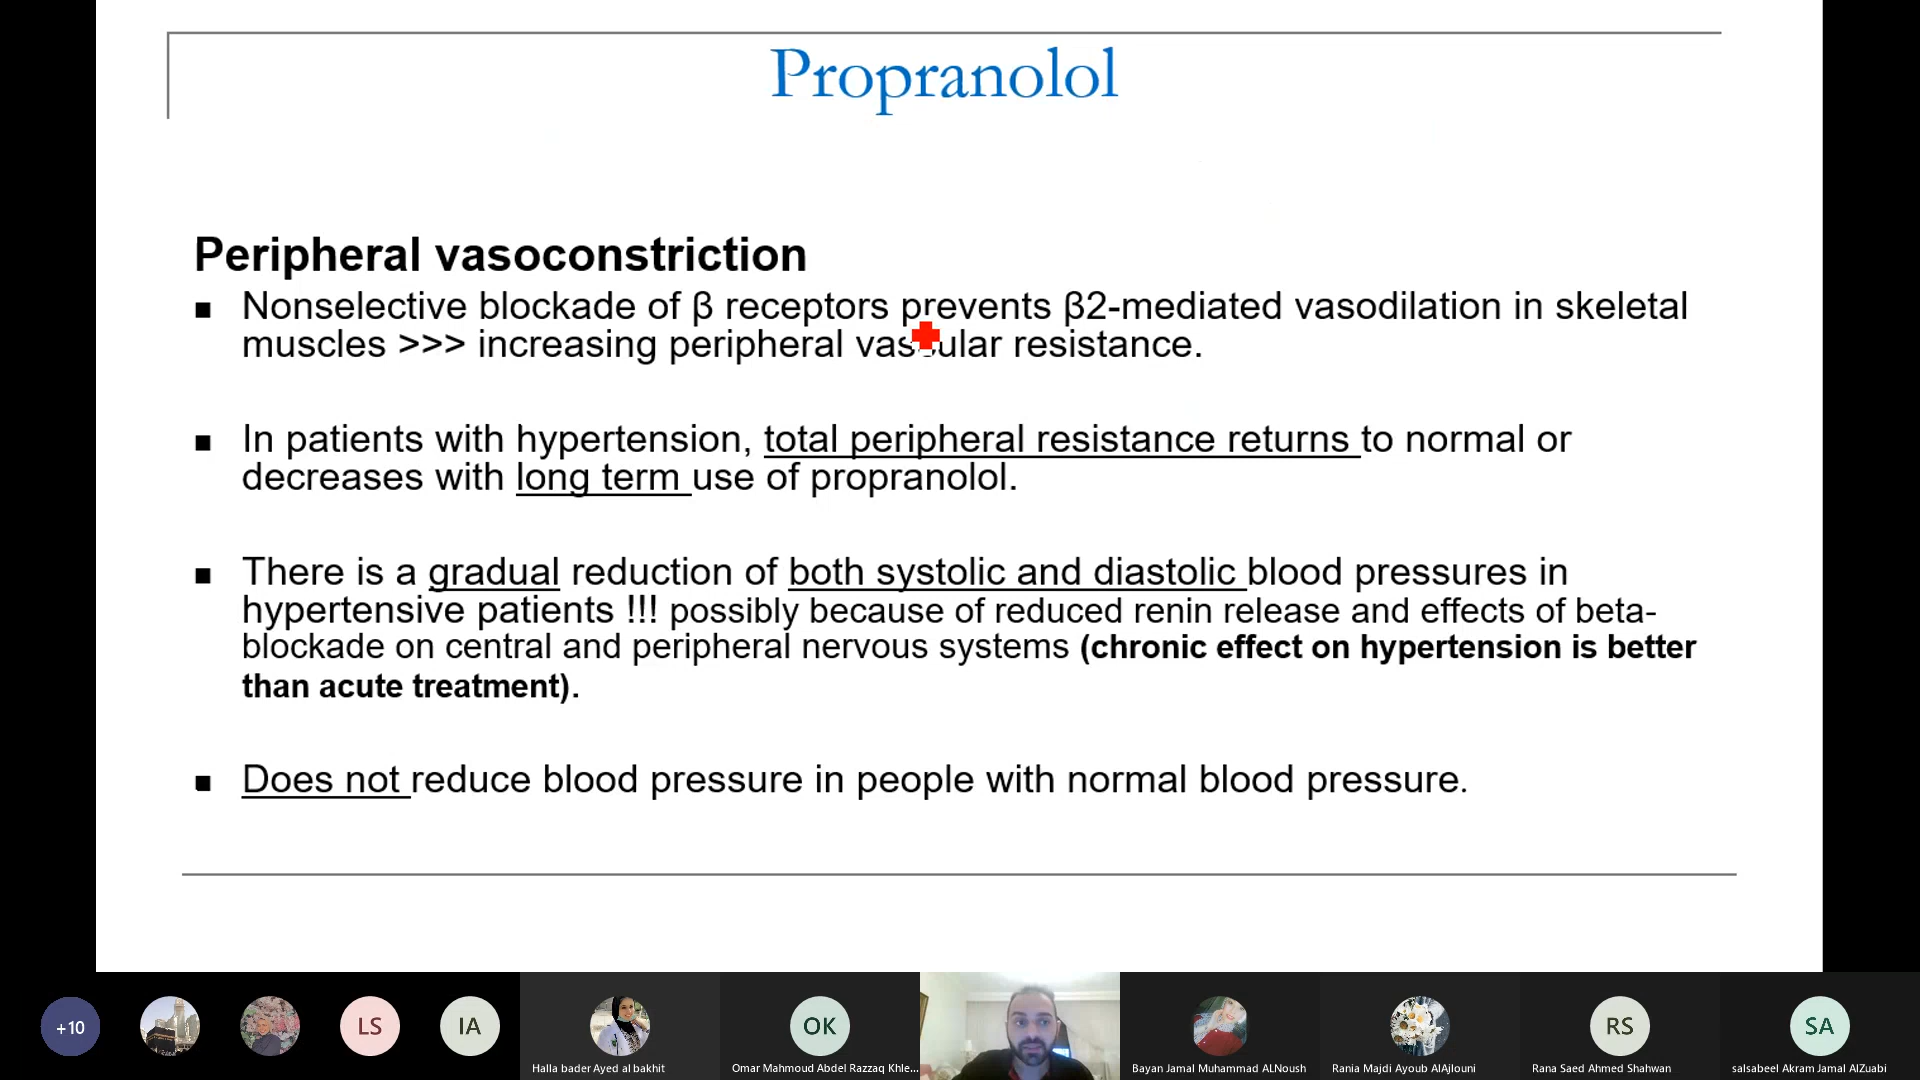 Propranolol
Peripheral vasoconstriction
■ Nonselective blockade of β receptors prevents β2-mediated vasodilation in skeletal
muscles >>> increasing peripheral vascular resistance.
■ In patients with hypertension, total peripheral resistance returns to normal or
decreases with long term use of propranolol.
■ There is a gradual reduction of both systolic and diastolic blood pressures in
hypertensive patients !!! possibly because of reduced renin release and effects of beta-
blockade on central and peripheral nervous systems (chronic effect on hypertension is better
than acute treatment).
■ Does not reduce blood pressure in people with normal blood pressure.
+10
LS
IA
OK
RS
SA
Halla bader Ayed al bakhit
Omar Mahmoud Abdel Razzaq Khle...
Bayan Jamal Muhammad ALNoush
Rania Majdi Ayoub AlAjlouni
Rana Saed Ahmed Shahwan
salsabeel Akram Jamal AlZuabi